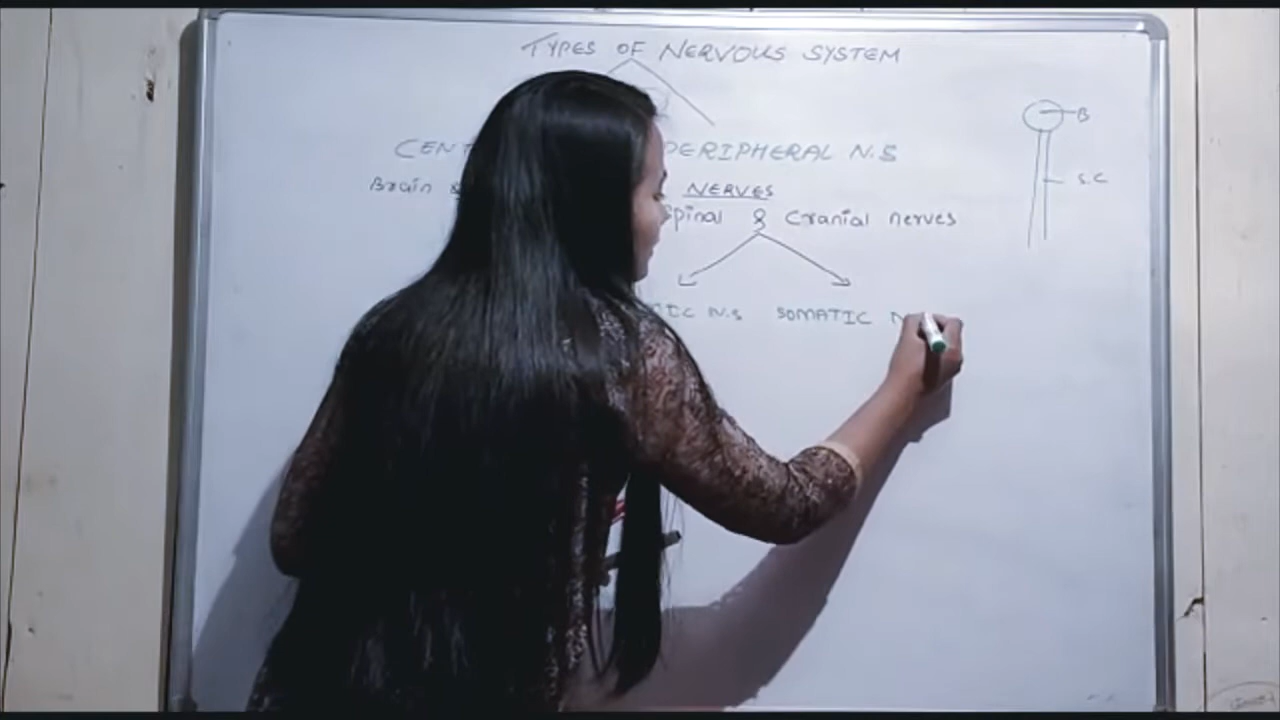 TYPES OF NERVOUS SYSTEM
B
PERIPHERAL N.S
S.C
Brain
NERVES
Spinal & Cranial nerves
N.S SOMATIC N